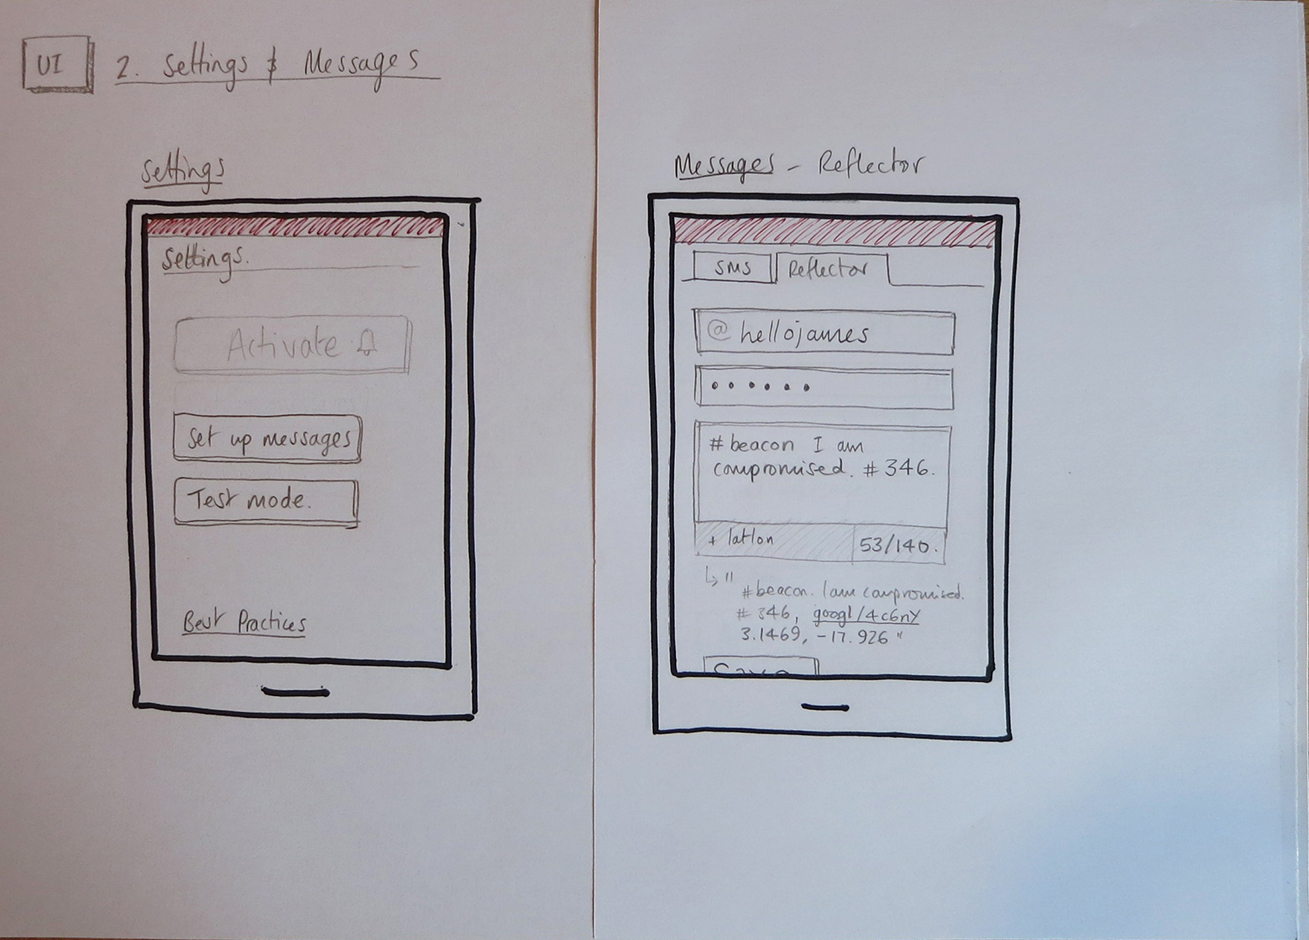 UI
2. Settings & Messages
Settings
Settings.
Activate
Set up messages
Test mode.
Best Practices
Messages - Reflector
SMS
Reflector
@ hellojames
••••••
#beacon I am
compromised. #346.
+ latlon
53/140.
"
#beacon. I am compromised.
#346, googl/4c6nY
3.1469, -17.926"
Save